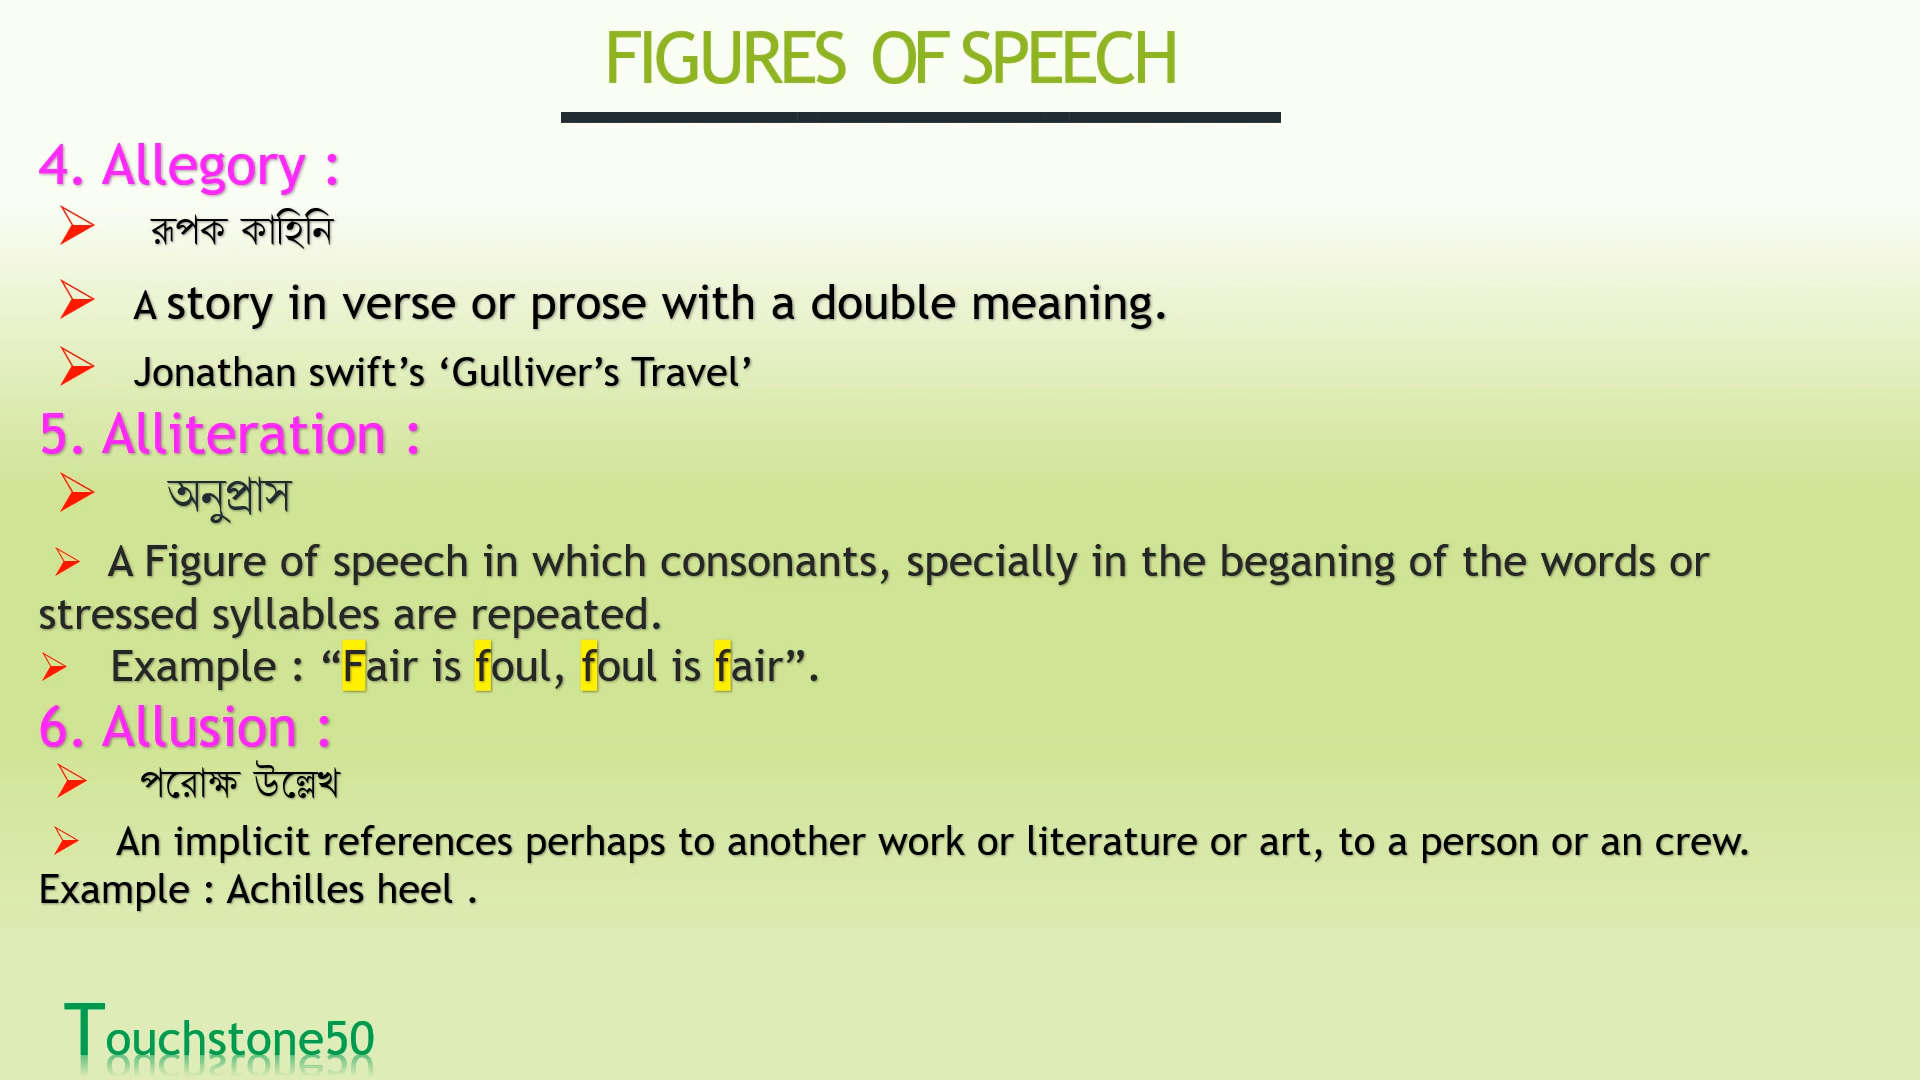 FIGURES OF SPEECH
4. Allegory :
➢ রূপক কাহিনি
➢ A story in verse or prose with a double meaning.
➢ Jonathan swift’s ‘Gulliver’s Travel’
5. Alliteration :
➢ অনুপ্রাস
➢ A Figure of speech in which consonants, specially in the beganing of the words or
stressed syllables are repeated.
➢ Example : “Fair is foul, foul is fair”.
6. Allusion :
➢ পরোক্ষ উল্লেখ
➢ An implicit references perhaps to another work or literature or art, to a person or an crew.
Example : Achilles heel .
Touchstone50